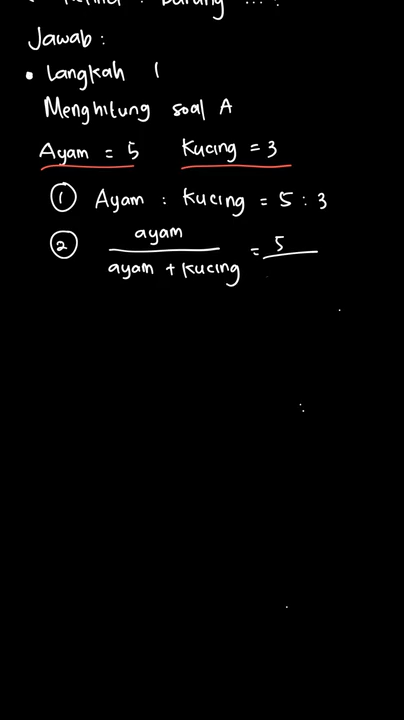 Jawab :
• Langkah 1
Menghitung soal A
Ayam = 5 Kucing = 3
① Ayam : Kucing = 5 : 3
② ayam / ayam + Kucing = 5 /